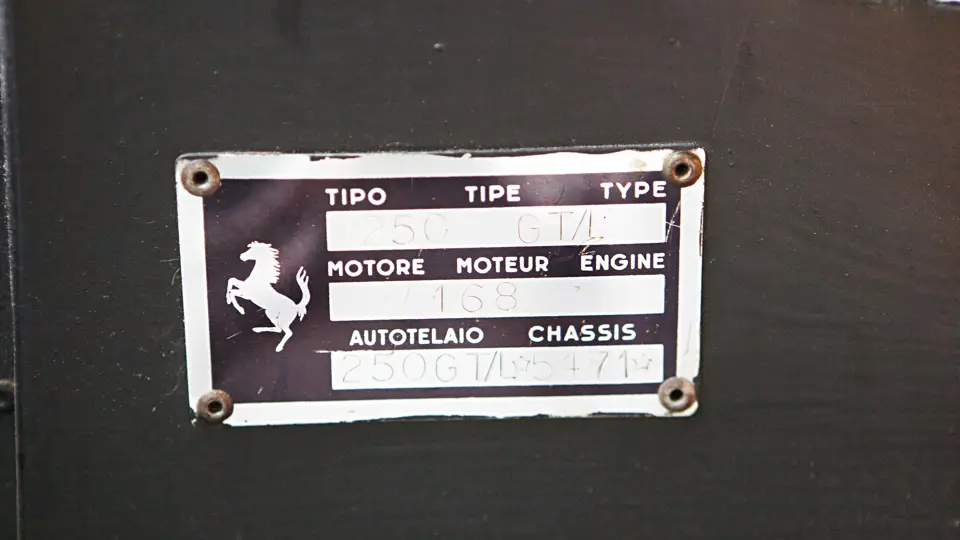 TIPO TIPE TYPE
250 GT/L
MOTORE MOTEUR ENGINE
168
AUTOTELAIO CHASSIS
250GT/L☆5471☆